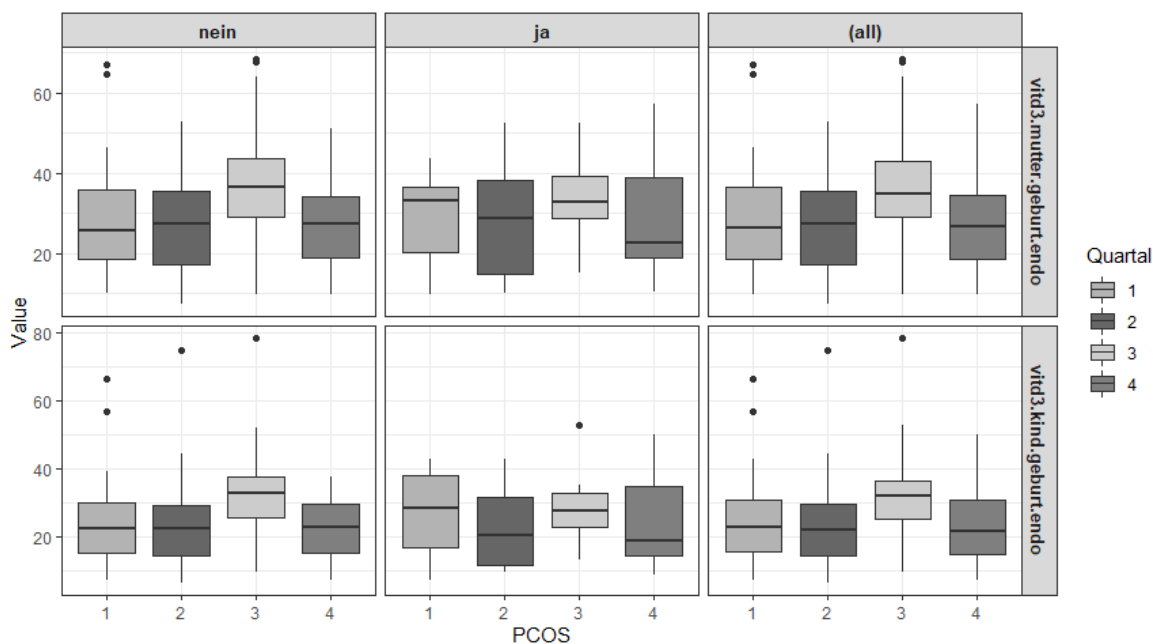 nein
ja
(all)
60
40
20
vitd3.mutter.geburt.endo
80
60
40
20
vitd3.kind.geburt.endo
Value
1 2 3 4
1 2 3 4
1 2 3 4
PCOS
Quartal
1
2
3
4